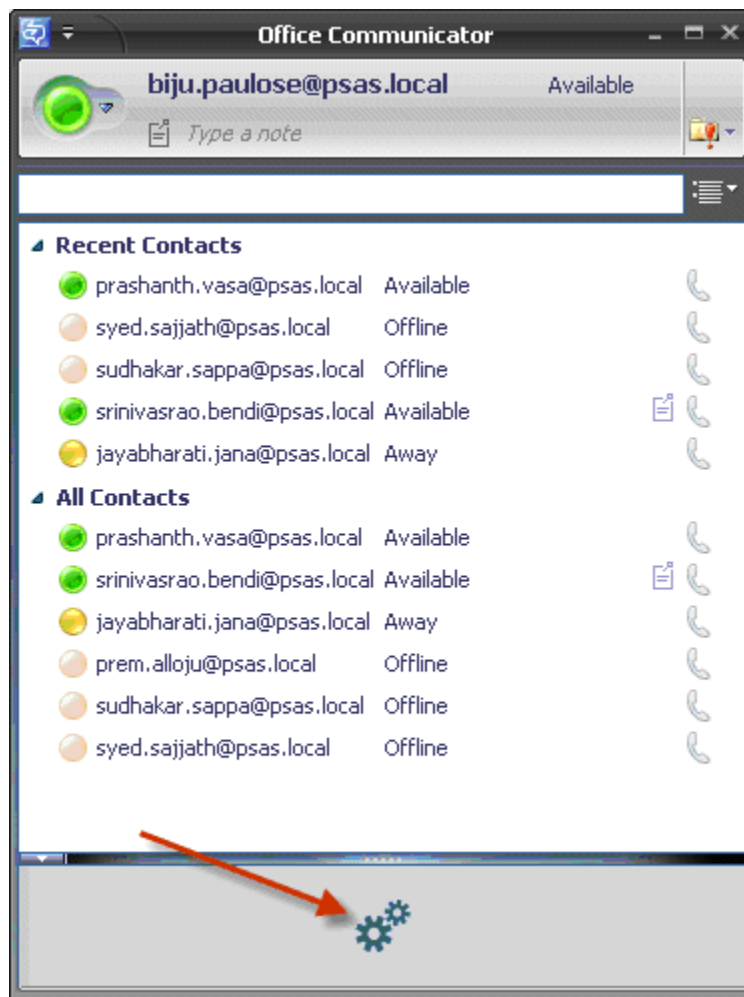 Office Communicator
biju.paulose@psas.local Available
Type a note
Recent Contacts
prashanth.vasa@psas.local Available
syed.sajjath@psas.local Offline
sudhakar.sappa@psas.local Offline
srinivasrao.bendi@psas.local Available
jayabharati.jana@psas.local Away
All Contacts
prashanth.vasa@psas.local Available
srinivasrao.bendi@psas.local Available
jayabharati.jana@psas.local Away
prem.alloju@psas.local Offline
sudhakar.sappa@psas.local Offline
syed.sajjath@psas.local Offline